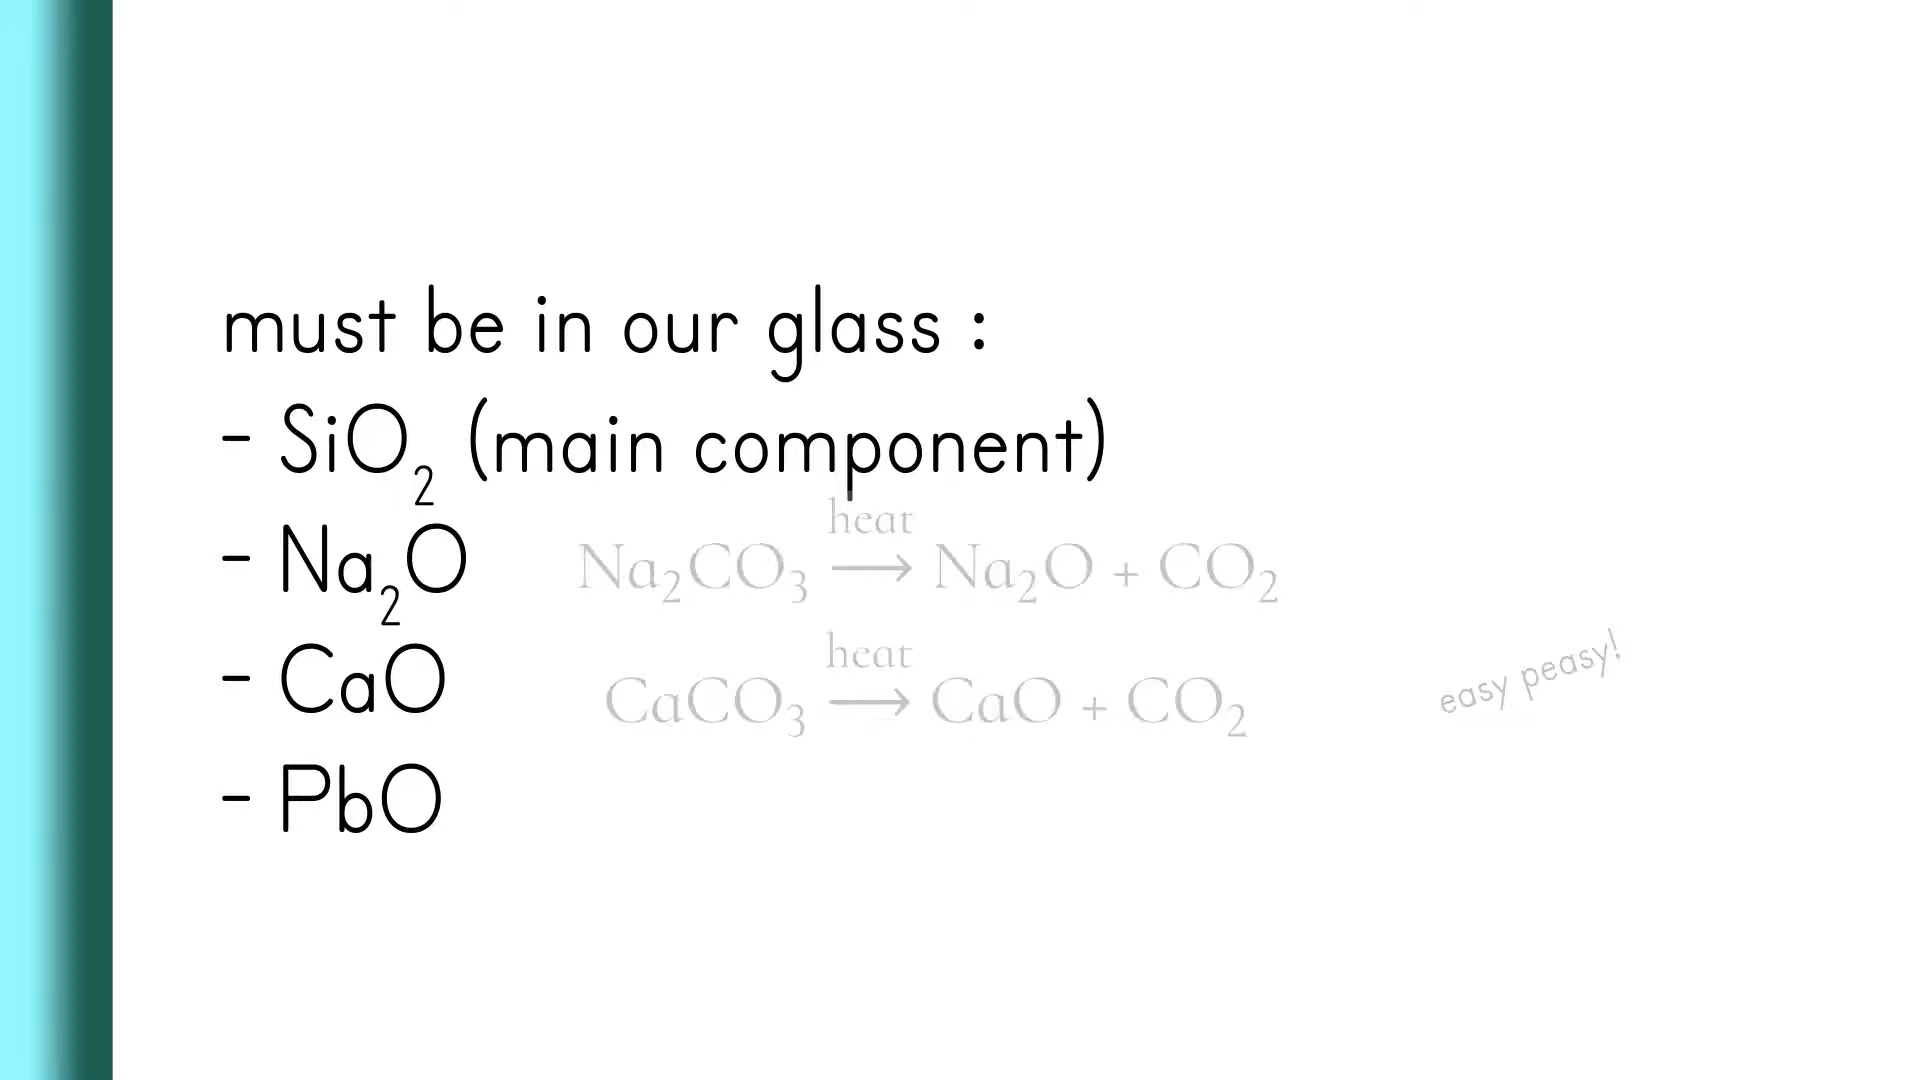 must be in our glass :
- SiO₂ (main component)
heat
- Na₂O Na₂CO₃ ⟶ Na₂O + CO₂
heat
- CaO CaCO₃ ⟶ CaO + CO₂
easy peasy!
- PbO